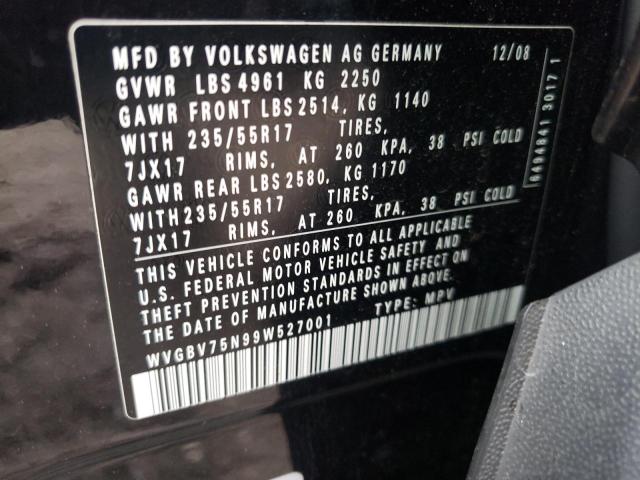 MFD BY VOLKSWAGEN AG GERMANY 12/08
GVWR LBS 4961 KG 2250
GAWR FRONT LBS 2514, KG 1140
WITH 235/55R17 TIRES,
7JX17 RIMS, AT 260 KPA, 38 PSI COLD
GAWR REAR LBS 2580, KG 1170
WITH 235/55R17 TIRES,
7JX17 RIMS, AT 260 KPA, 38 PSI COLD
THIS VEHICLE CONFORMS TO ALL APPLICABLE
U.S. FEDERAL MOTOR VEHICLE SAFETY AND
THEFT PREVENTION STANDARDS IN EFFECT ON
THE DATE OF MANUFACTURE SHOWN ABOVE.
WVGBV75N99W527001 TYPE: MPV
3017 1